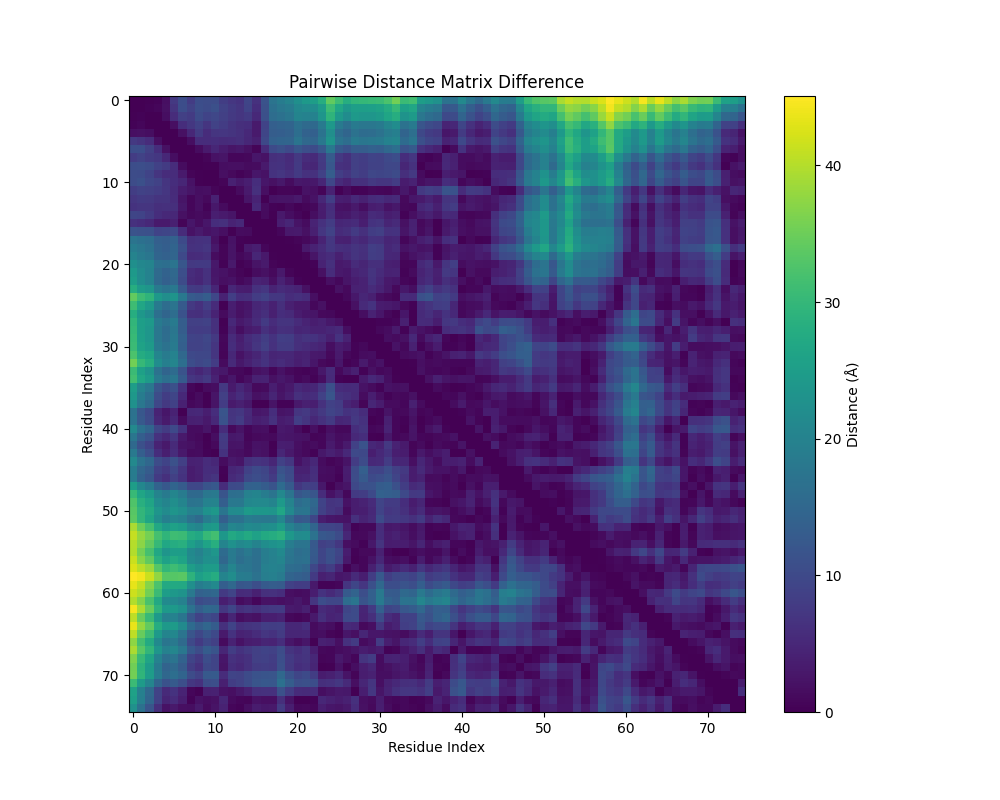 Pairwise Distance Matrix Difference
0
10
20
30
40
50
60
70
Residue Index
0 10 20 30 40 50 60 70
Residue Index
40
30
20
10
0
Distance (Å)